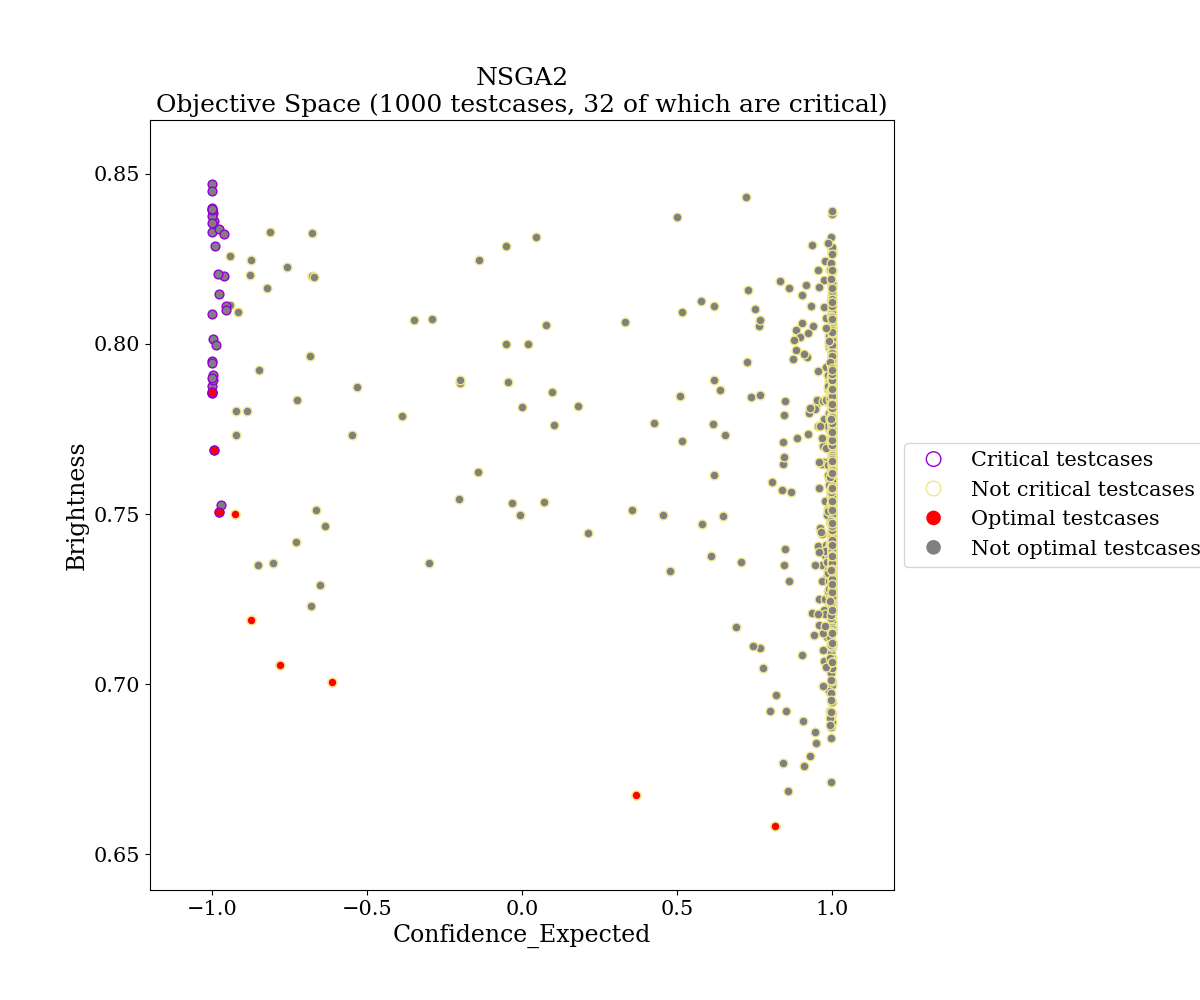 NSGA2
Objective Space (1000 testcases, 32 of which are critical)
0.85
0.80
0.75
0.70
0.65
Brightness
−1.0
−0.5
0.0
0.5
1.0
Confidence_Expected
Critical testcases
Not critical testcases
Optimal testcases
Not optimal testcases